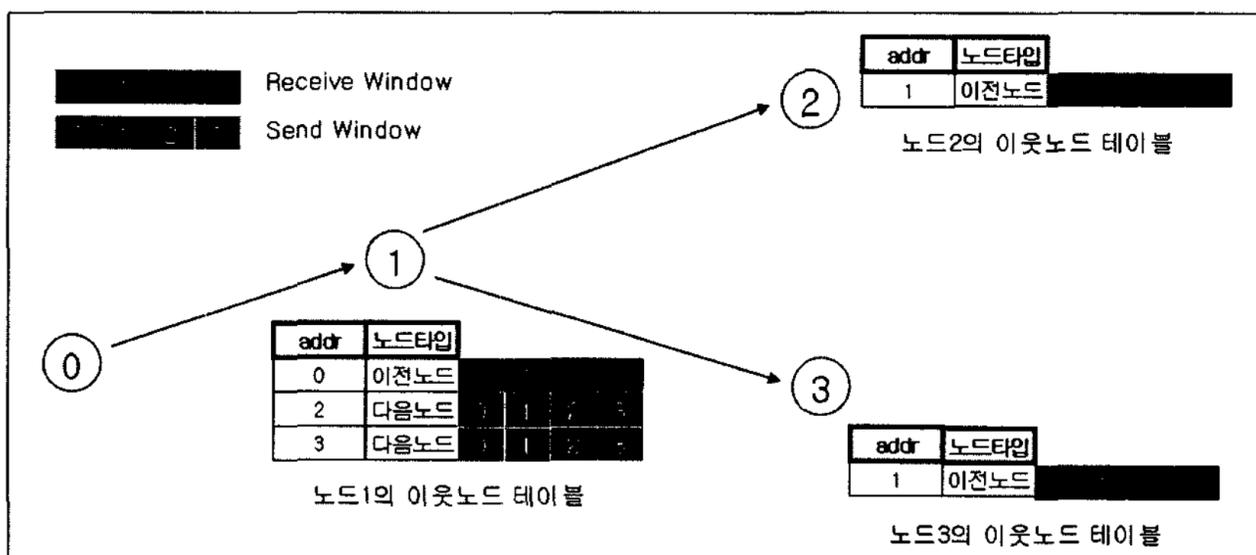 Receive Window
Send Window
0
1
2
3
addr 노드타입
1 이전노드
노드2의 이웃노드 테이블
addr 노드타입
0 이전노드
2 다음노드
3 다음노드
노드1의 이웃노드 테이블
addr 노드타입
1 이전노드
노드3의 이웃노드 테이블